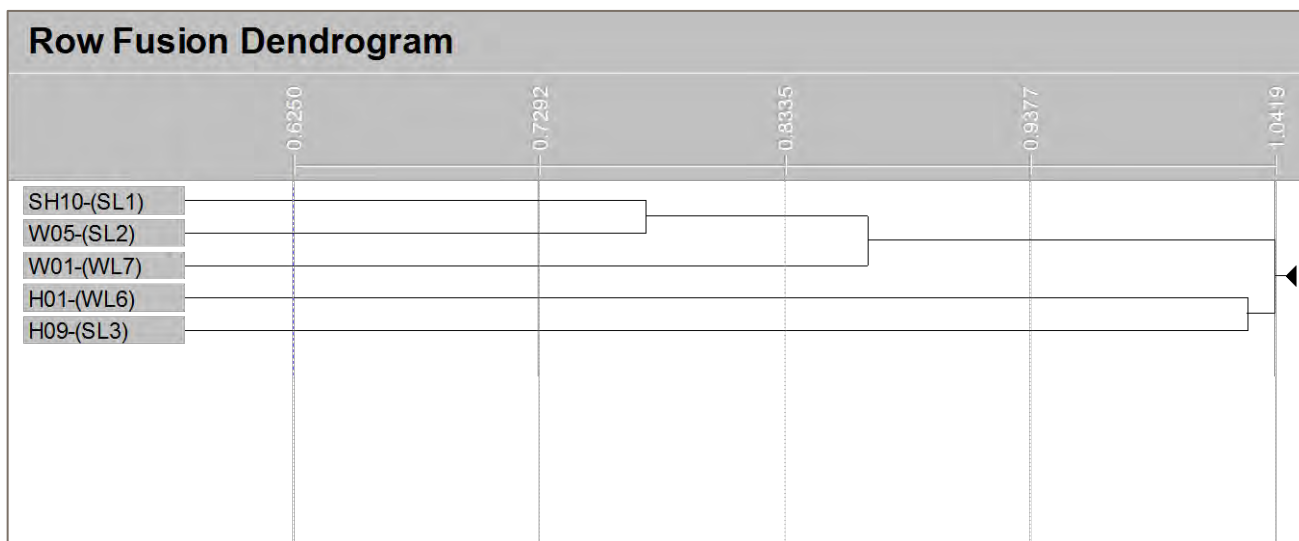 Row Fusion Dendrogram
0.6250
0.7292
0.8335
0.9377
1.0419
SH10-(SL1)
W05-(SL2)
W01-(WL7)
H01-(WL6)
H09-(SL3)